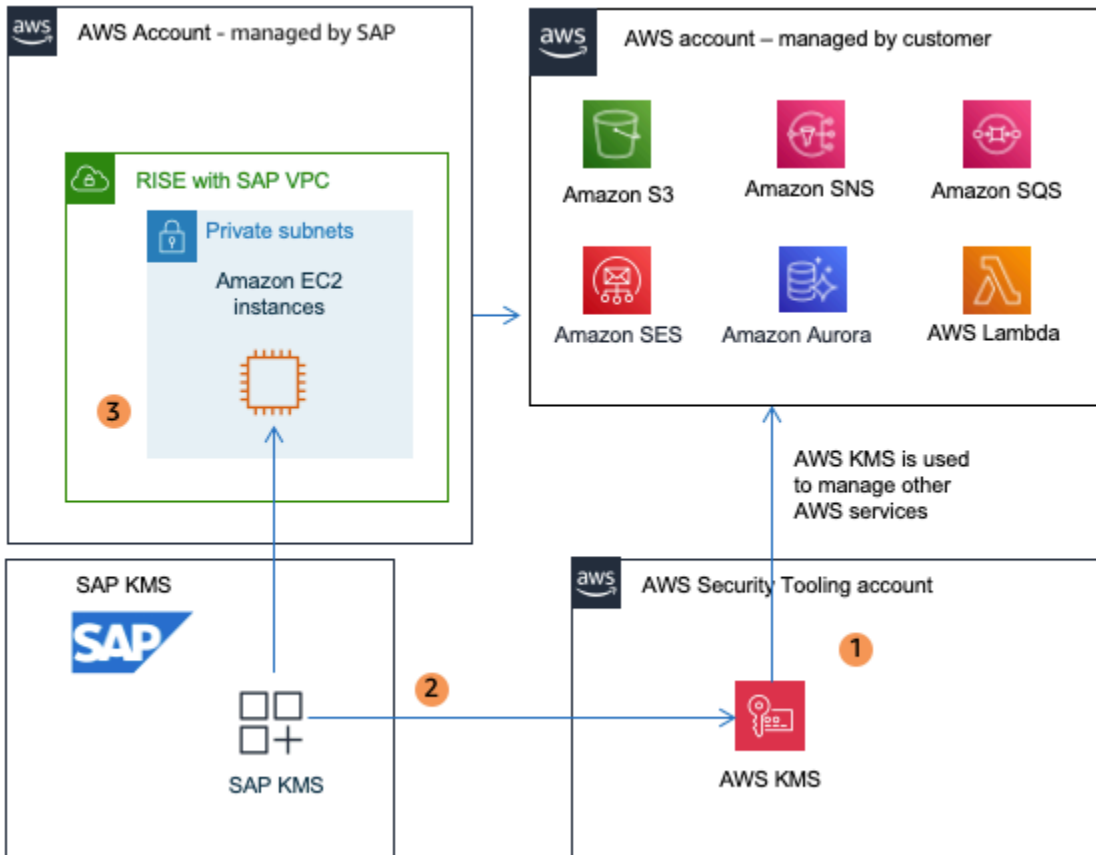 aws
AWS Account - managed by SAP
RISE with SAP VPC
Private subnets
Amazon EC2
instances
3
aws
AWS account – managed by customer
Amazon S3
Amazon SNS
Amazon SQS
Amazon SES
Amazon Aurora
AWS Lambda
AWS KMS is used
to manage other
AWS services
SAP KMS
SAP
SAP KMS
2
aws
AWS Security Tooling account
1
AWS KMS